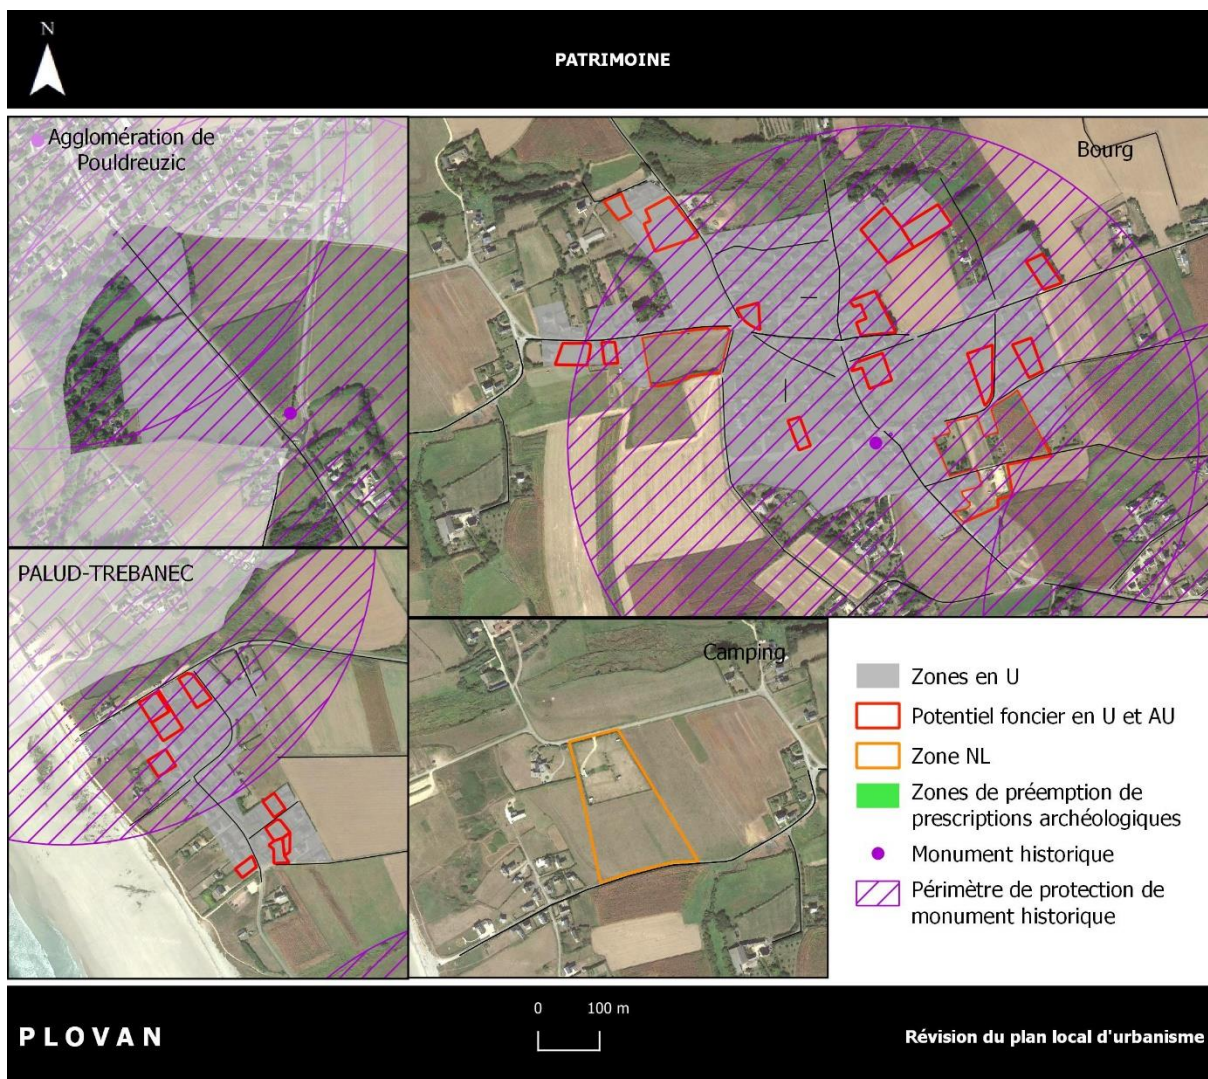 N
PATRIMOINE
Agglomération de
Pouldreuzic
Bourg
PALUD-TREBANEC
Camping
Zones en U
Potentiel foncier en U et AU
Zone NL
Zones de préemption de
prescriptions archéologiques
Monument historique
Périmètre de protection de
monument historique
PLOVAN
0 100 m
Révision du plan local d'urbanisme